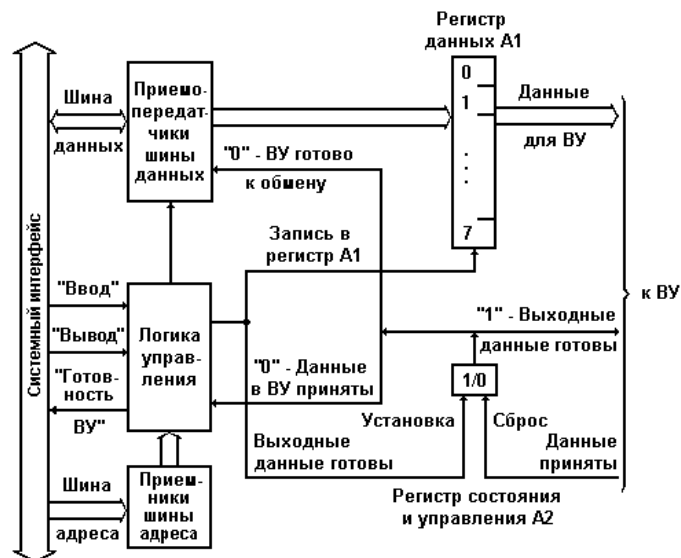 Регистр
данных А1
0
1
7
Шина
данных
Приемо-
передат-
чики
шины
данных
Данные
для ВУ
"0" - ВУ готово
к обмену
Запись в
регистр А1
Системный интерфейс
"Ввод"
"Вывод"
"Готов-
ность
ВУ"
Логика
управ-
ления
"0" - Данные
в ВУ приняты
"1" - Выходные
данные готовы
к ВУ
1/0
Установка
Сброс
Выходные
данные готовы
Данные
приняты
Шина
адреса
Прием-
ники
шины
адреса
Регистр состояния
и управления А2